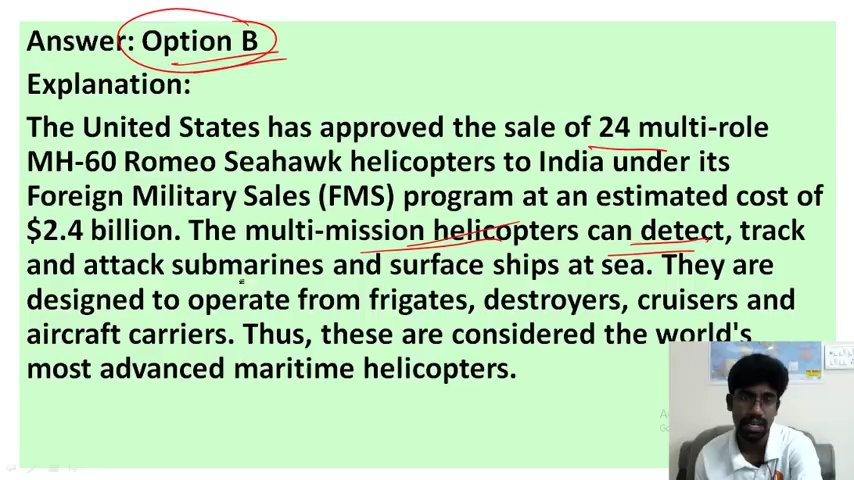 Answer: Option B
Explanation:
The United States has approved the sale of 24 multi-role
MH-60 Romeo Seahawk helicopters to India under its
Foreign Military Sales (FMS) program at an estimated cost of
$2.4 billion. The multi-mission helicopters can detect, track
and attack submarines and surface ships at sea. They are
designed to operate from frigates, destroyers, cruisers and
aircraft carriers. Thus, these are considered the world's
most advanced maritime helicopters.